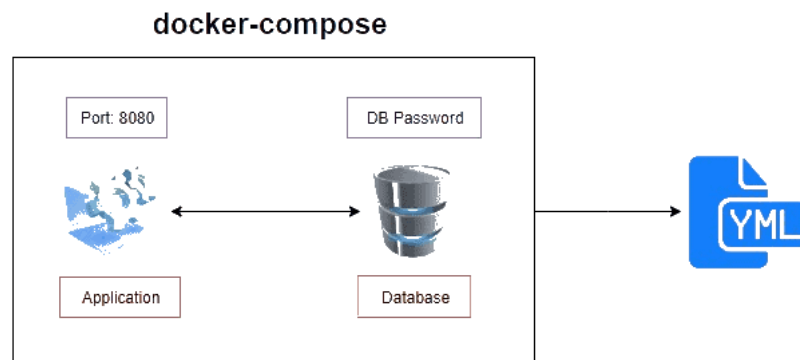 docker-compose
Port: 8080
DB Password
YML
Application
Database